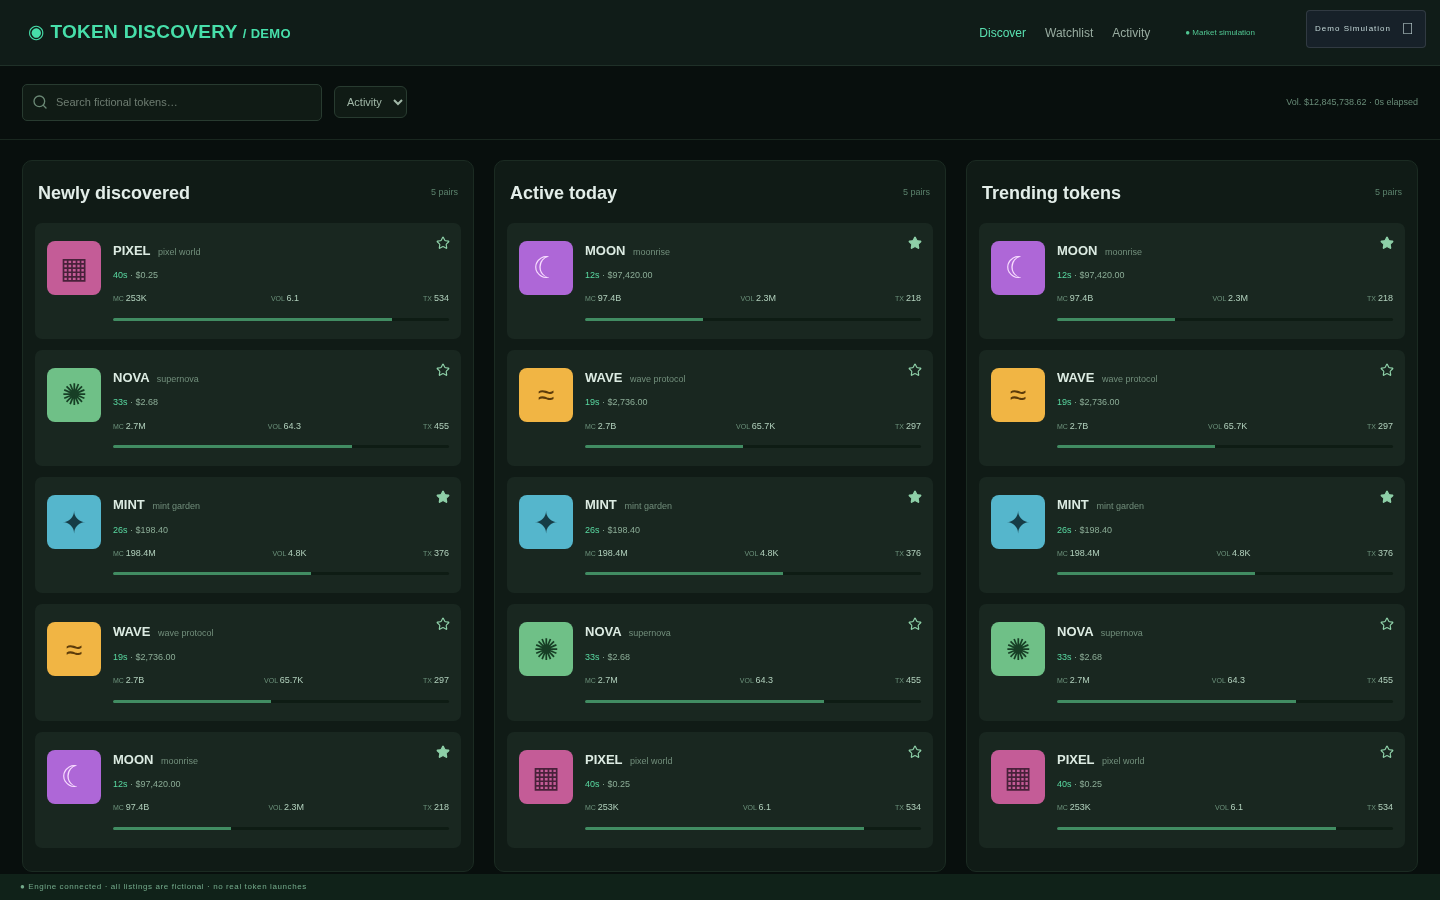 TOKEN DISCOVERY / DEMO
Discover Watchlist Activity ● Market simulation Demo Simulation
Search fictional tokens… Activity Vol. $12,845,738.62 · 0s elapsed
Newly discovered 5 pairs
PIXEL pixel world
40s · $0.25
MC 253K VOL 6.1 TX 534
NOVA supernova
33s · $2.68
MC 2.7M VOL 64.3 TX 455
MINT mint garden
26s · $198.40
MC 198.4M VOL 4.8K TX 376
WAVE wave protocol
19s · $2,736.00
MC 2.7B VOL 65.7K TX 297
MOON moonrise
12s · $97,420.00
MC 97.4B VOL 2.3M TX 218
Active today 5 pairs
MOON moonrise
12s · $97,420.00
MC 97.4B VOL 2.3M TX 218
WAVE wave protocol
19s · $2,736.00
MC 2.7B VOL 65.7K TX 297
MINT mint garden
26s · $198.40
MC 198.4M VOL 4.8K TX 376
NOVA supernova
33s · $2.68
MC 2.7M VOL 64.3 TX 455
PIXEL pixel world
40s · $0.25
MC 253K VOL 6.1 TX 534
Trending tokens 5 pairs
MOON moonrise
12s · $97,420.00
MC 97.4B VOL 2.3M TX 218
WAVE wave protocol
19s · $2,736.00
MC 2.7B VOL 65.7K TX 297
MINT mint garden
26s · $198.40
MC 198.4M VOL 4.8K TX 376
NOVA supernova
33s · $2.68
MC 2.7M VOL 64.3 TX 455
PIXEL pixel world
40s · $0.25
MC 253K VOL 6.1 TX 534
● Engine connected · all listings are fictional · no real token launches